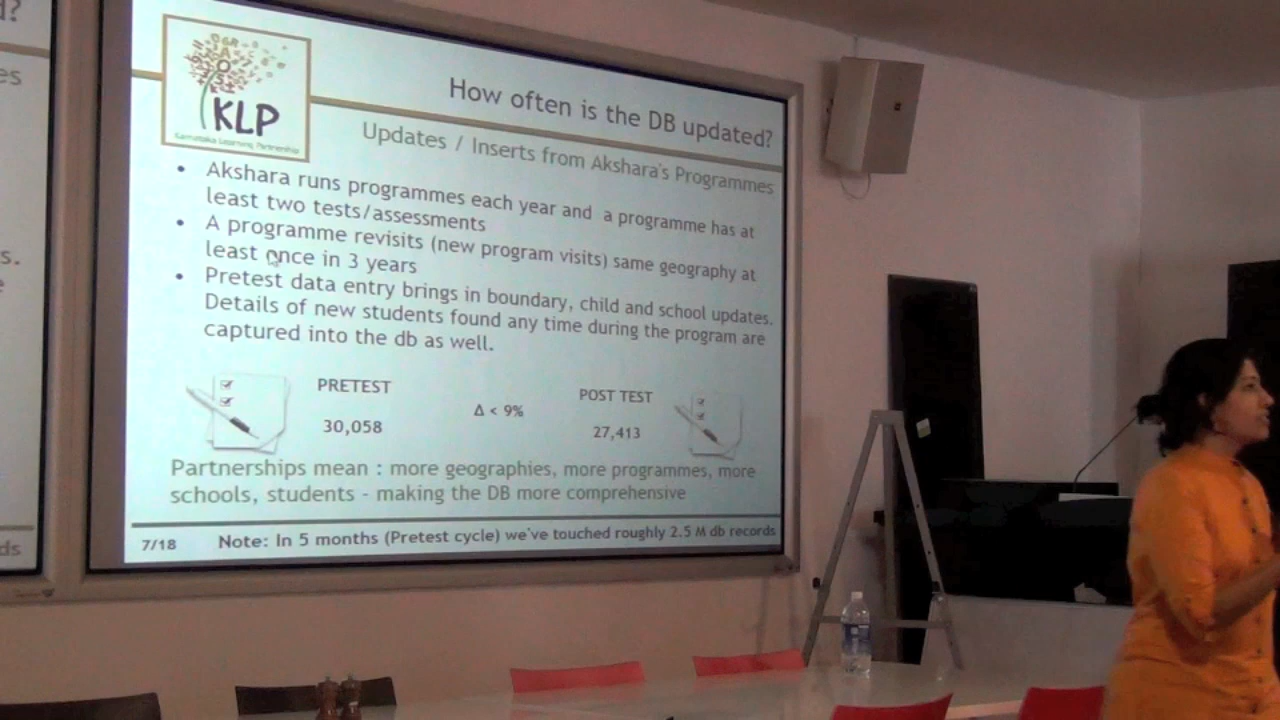 d?
es
s.
e
ds
KLP
Karnataka Learning Partnership
How often is the DB updated?
Updates / Inserts from Akshara's Programmes
• Akshara runs programmes each year and a programme has at
least two tests/assessments
• A programme revisits (new program visits) same geography at
least once in 3 years
• Pretest data entry brings in boundary, child and school updates.
Details of new students found any time during the program are
captured into the db as well.
PRETEST
30,058
Δ < 9%
POST TEST
27,413
Partnerships mean : more geographies, more programmes, more
schools, students - making the DB more comprehensive
7/18
Note: In 5 months (Pretest cycle) we've touched roughly 2.5 M db records